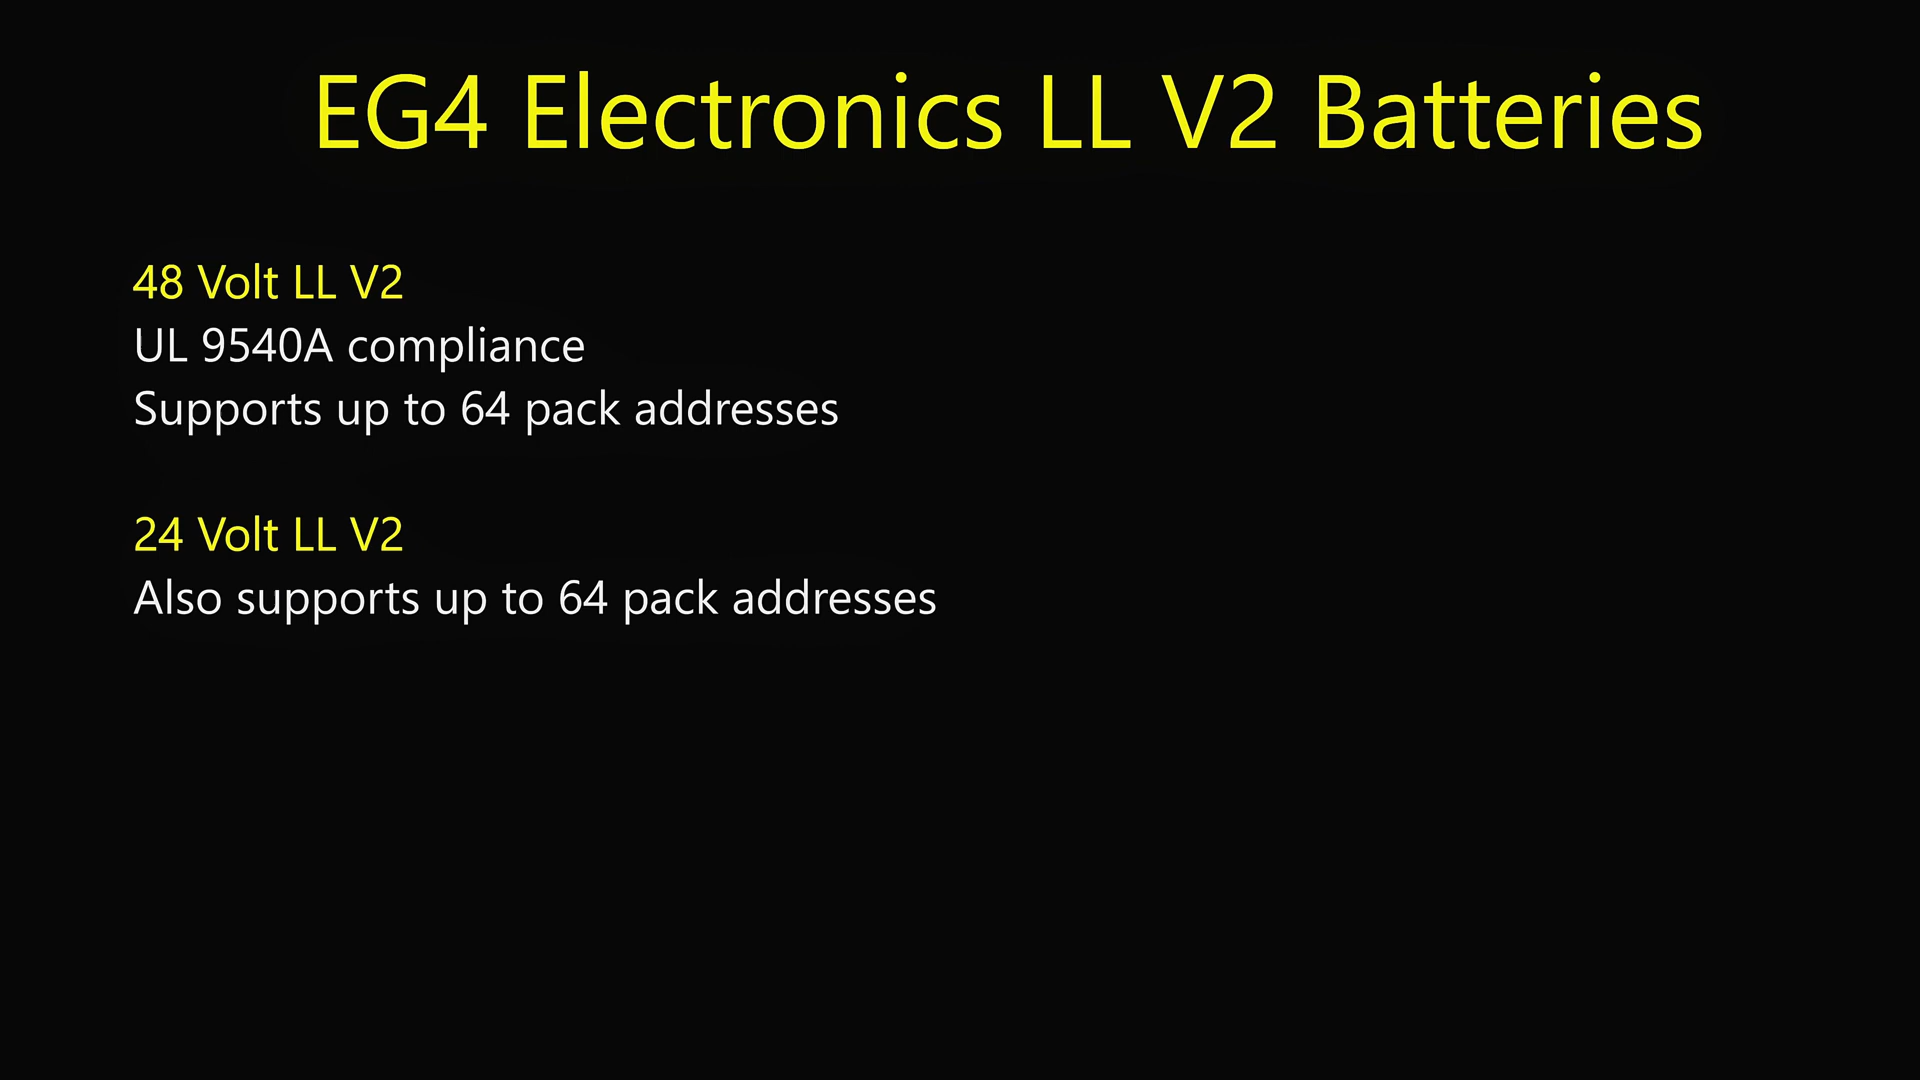 EG4 Electronics LL V2 Batteries
48 Volt LL V2
UL 9540A compliance
Supports up to 64 pack addresses
24 Volt LL V2
Also supports up to 64 pack addresses